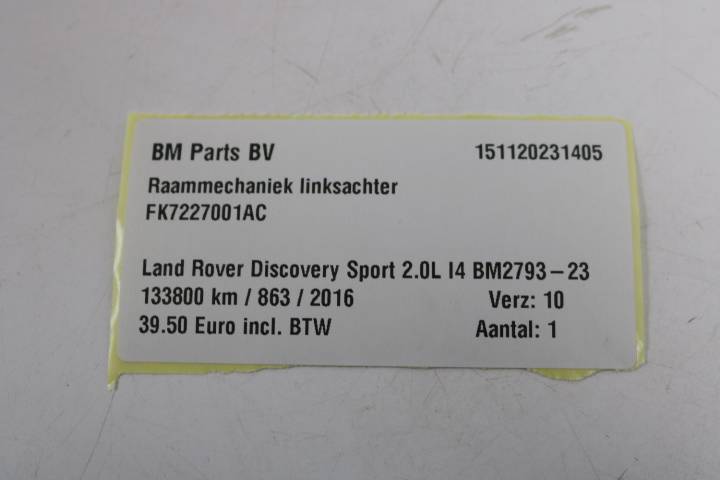 BM Parts BV 151120231405
Raammechaniek linksachter
FK7227001AC
Land Rover Discovery Sport 2.0L I4 BM2793-23
133800 km / 863 / 2016 Verz: 10
39.50 Euro incl. BTW Aantal: 1